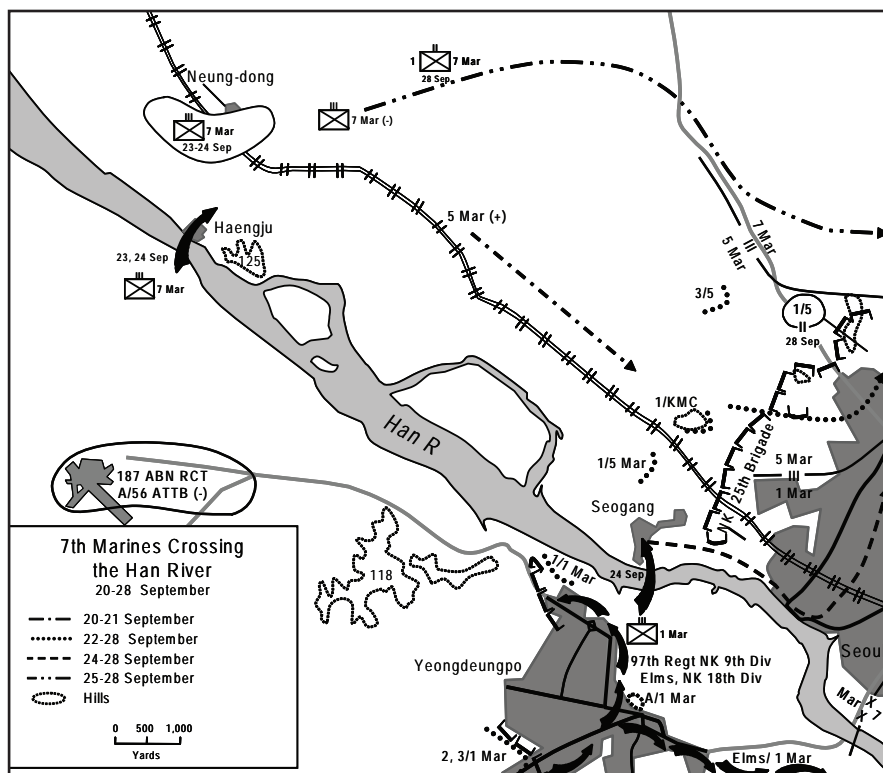 1 7 Mar
28 Sep
Neung-dong
7 Mar (-)
7 Mar
23-24 Sep
5 Mar (+)
Haengju
125
23, 24 Sep
7 Mar
7 Mar
III
5 Mar
3/5
1/5
II
28 Sep
1/KMC
Han R
NK 25th Brigade
5 Mar
III
1 Mar
1/5 Mar
187 ABN RCT
A/56 ATTB (-)
Seogang
118
1/1 Mar
24 Sep
1 Mar
97th Regt NK 9th Div
Elms, NK 18th Div
A/1 Mar
Yeongdeungpo
Seou
Mar X 7
X
2, 3/1 Mar
Elms/ 1 Mar
7th Marines Crossing
the Han River
20-28 September
20-21 September
22-28 September
24-28 September
25-28 September
Hills
0 500 1,000
Yards